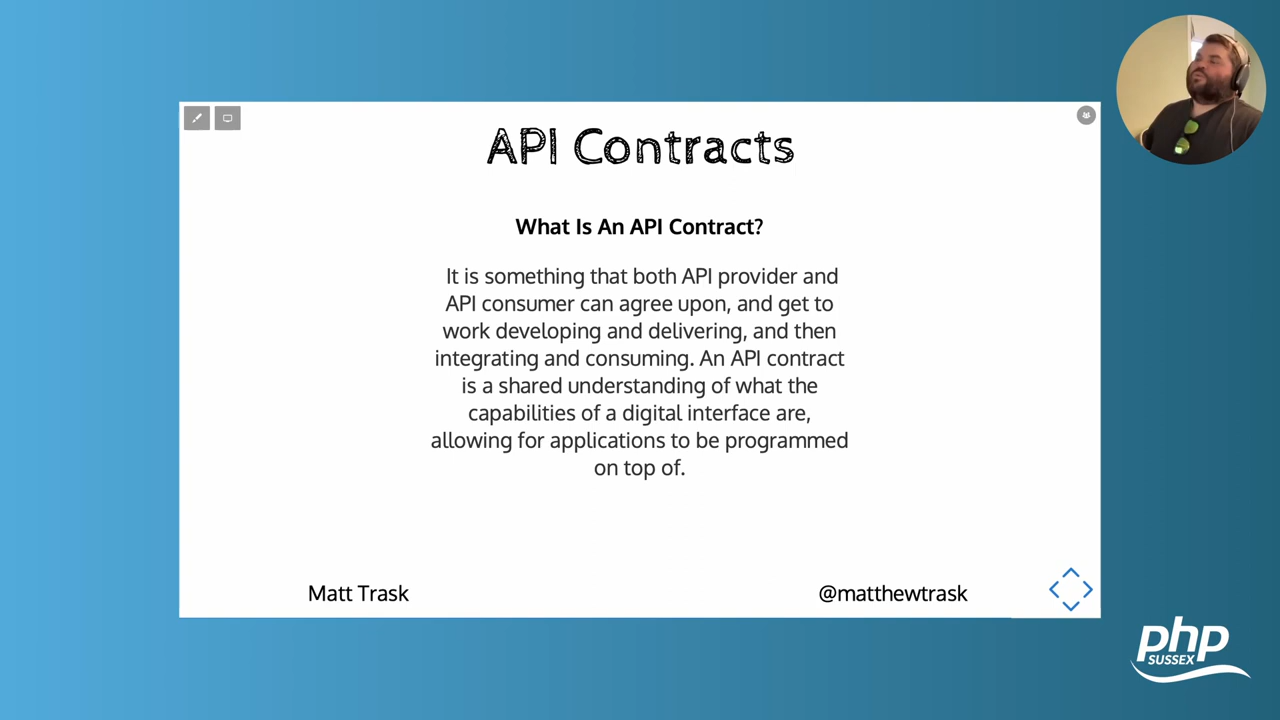 API Contracts
What Is An API Contract?
It is something that both API provider and
API consumer can agree upon, and get to
work developing and delivering, and then
integrating and consuming. An API contract
is a shared understanding of what the
capabilities of a digital interface are,
allowing for applications to be programmed
on top of.
Matt Trask
@matthewtrask
php
SUSSEX